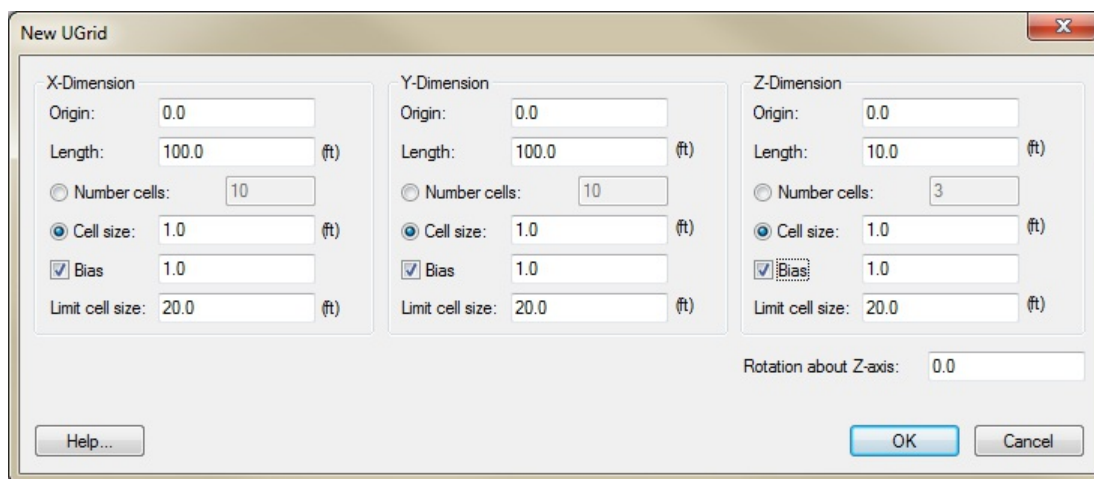 New UGrid
X-Dimension Y-Dimension Z-Dimension
Origin: 0.0 Origin: 0.0 Origin: 0.0
Length: 100.0 (ft) Length: 100.0 (ft) Length: 10.0 (ft)
Number cells: 10 Number cells: 10 Number cells: 3
Cell size: 1.0 (ft) Cell size: 1.0 (ft) Cell size: 1.0 (ft)
Bias 1.0 Bias 1.0 Bias 1.0
Limit cell size: 20.0 (ft) Limit cell size: 20.0 (ft) Limit cell size: 20.0 (ft)
Rotation about Z-axis: 0.0
Help... OK Cancel